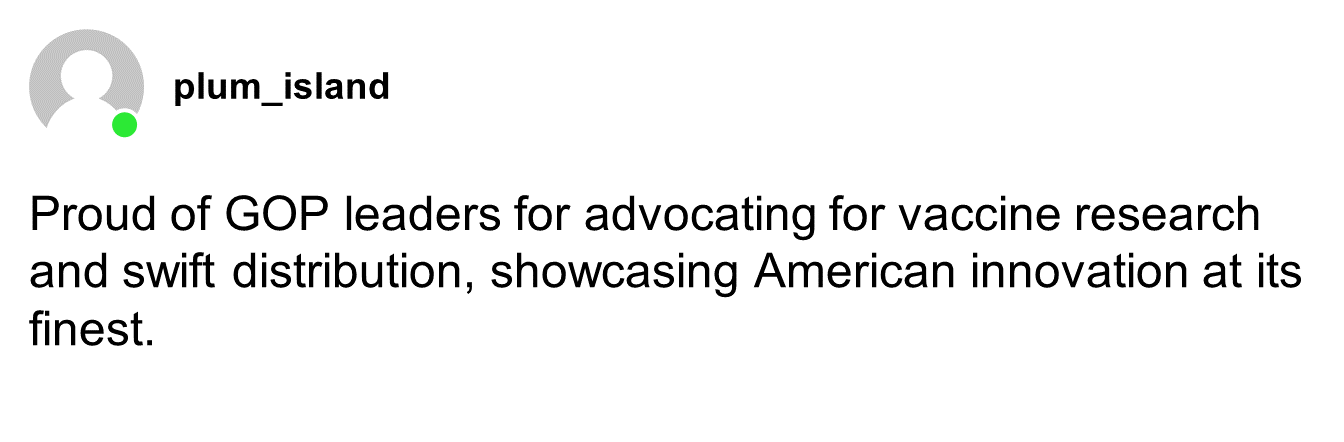 plum_island
Proud of GOP leaders for advocating for vaccine research
and swift distribution, showcasing American innovation at its
finest.